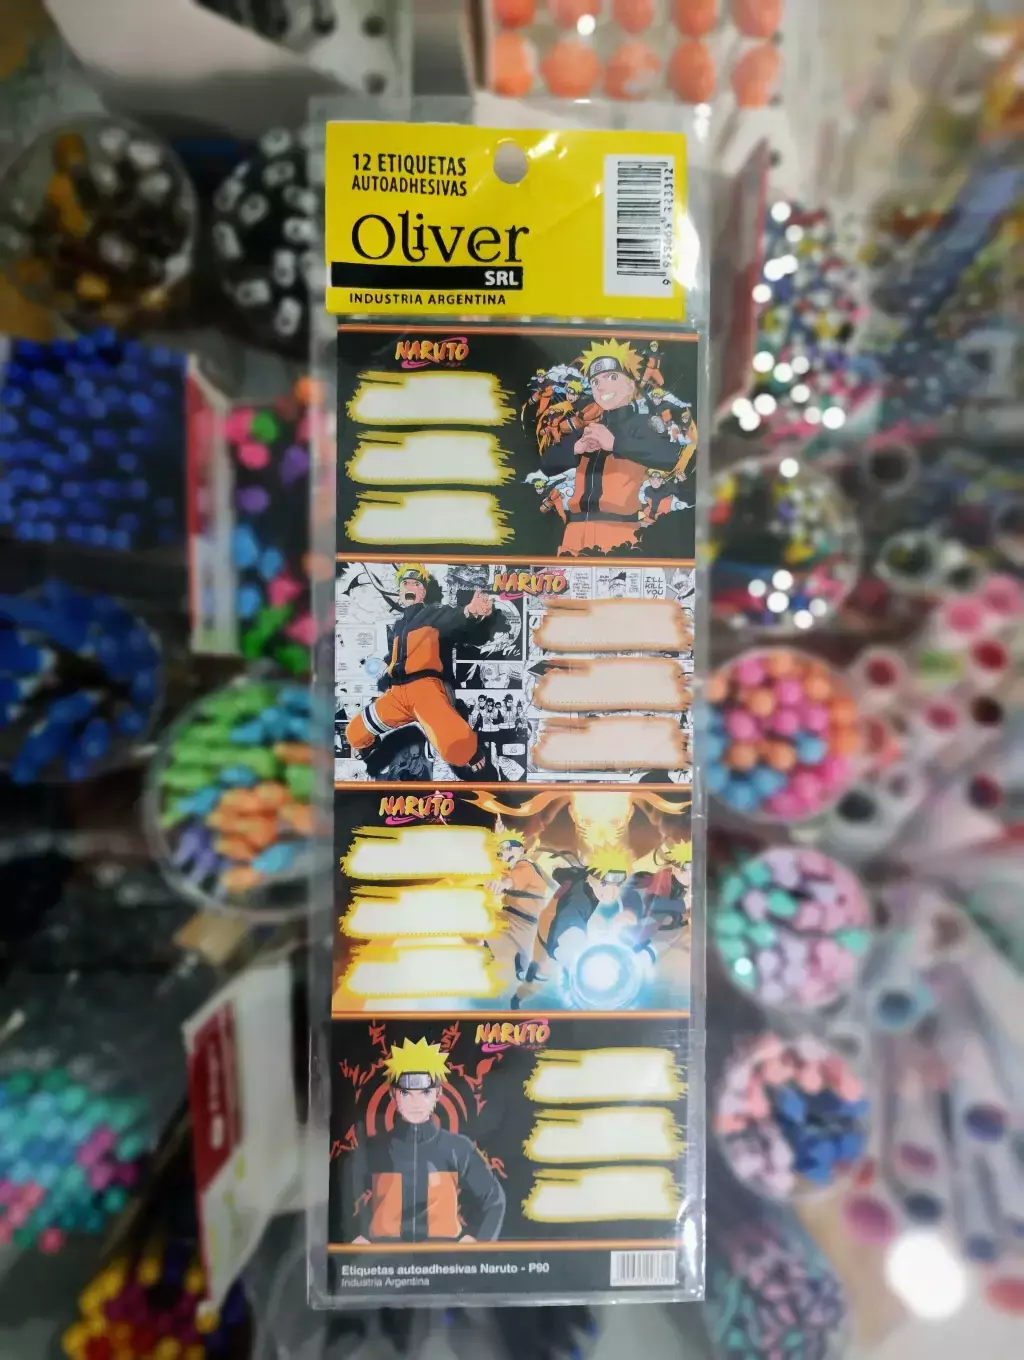 12 ETIQUETAS
AUTOADHESIVAS
Oliver
SRL
INDUSTRIA ARGENTINA
NARUTO
NARUTO
I'LL
KILL
YOU
NARUTO
NARUTO
Etiquetas autoadhesivas Naruto - P90
Industria Argentina